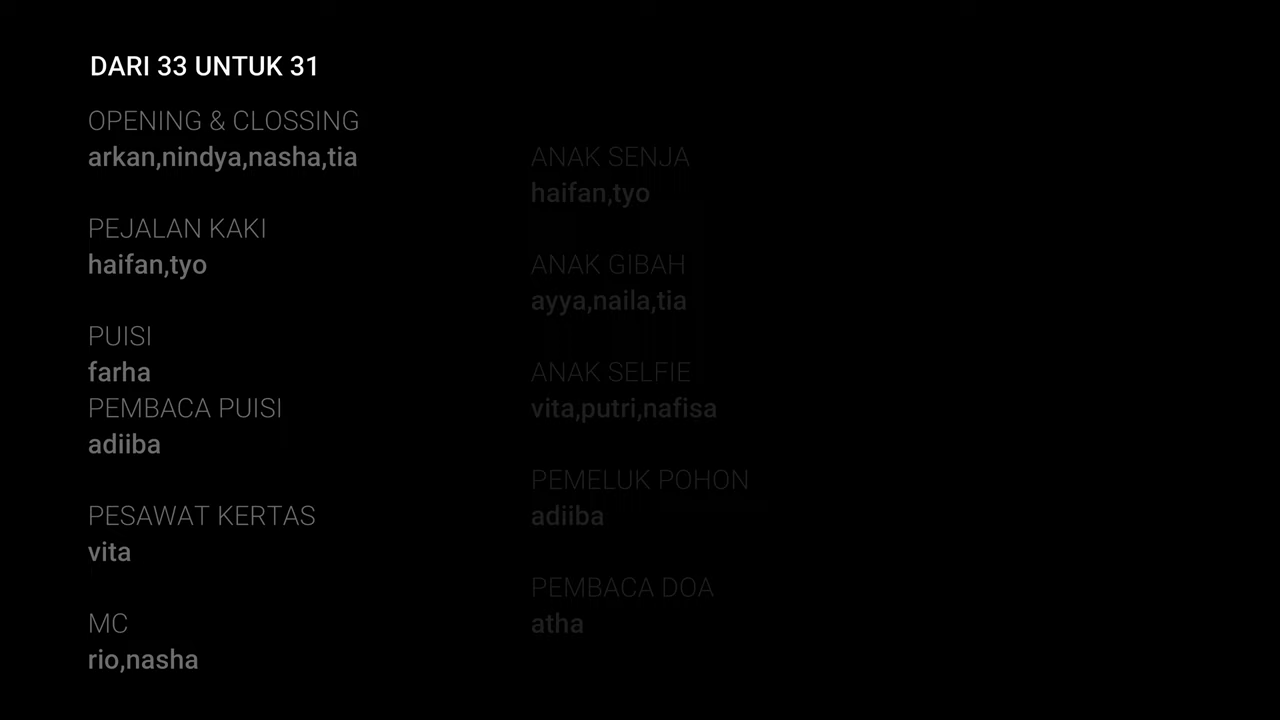 DARI 33 UNTUK 31
OPENING & CLOSSING
arkan,nindya,nasha,tia
PEJALAN KAKI
haifan,tyo
PUISI
farha
PEMBACA PUISI
adiiba
PESAWAT KERTAS
vita
MC
rio,nasha
ANAK SENJA
haifan,tyo
ANAK GIBAH
ayya,naila,tia
ANAK SELFIE
vita,putri,nafisa
PEMELUK POHON
adiiba
PEMBACA DOA
atha